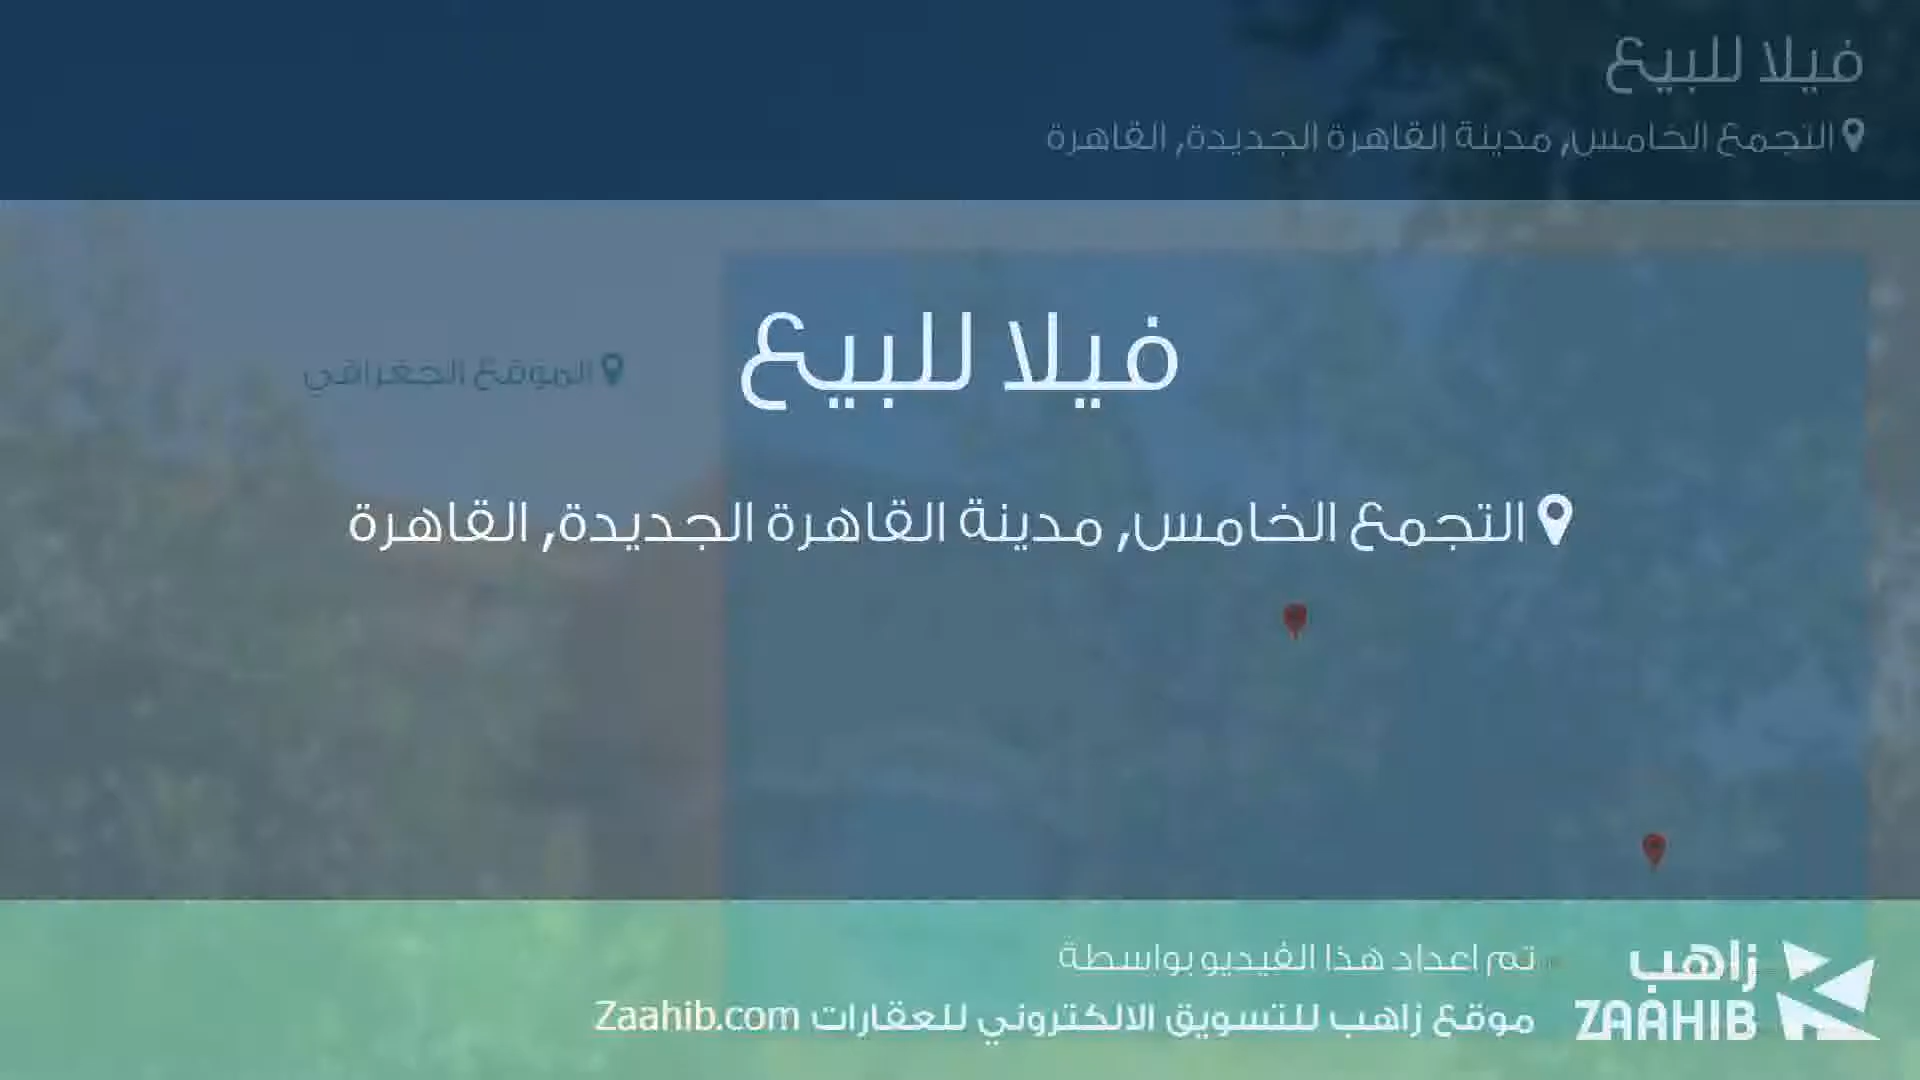 فيلا للبيع
التجمع الخامس, مدينة القاهرة الجديدة, القاهرة
فيلا للبيع
الموقع الجغرافي
التجمع الخامس, مدينة القاهرة الجديدة, القاهرة
زاهب
ZAAHIB
تم اعداد هذا الفيديو بواسطة
موقع زاهب للتسويق الالكتروني للعقارات Zaahib.com